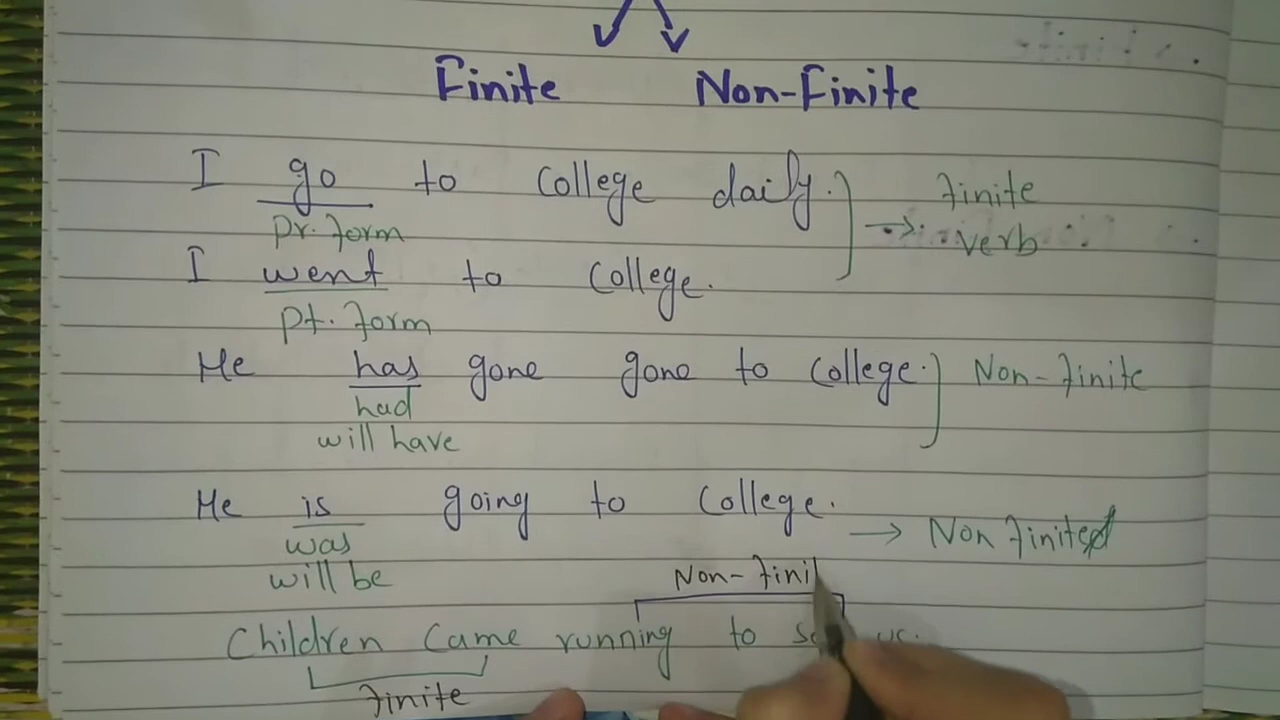 Finite Non-Finite
I go to College daily. → finite
Pr. form verb
I went to College.
Pt. form
He has gone gone to College. Non-finite
had
will have
He is going to College.
was → Non finite
will be Non-fini
Children Came running to us.
finite